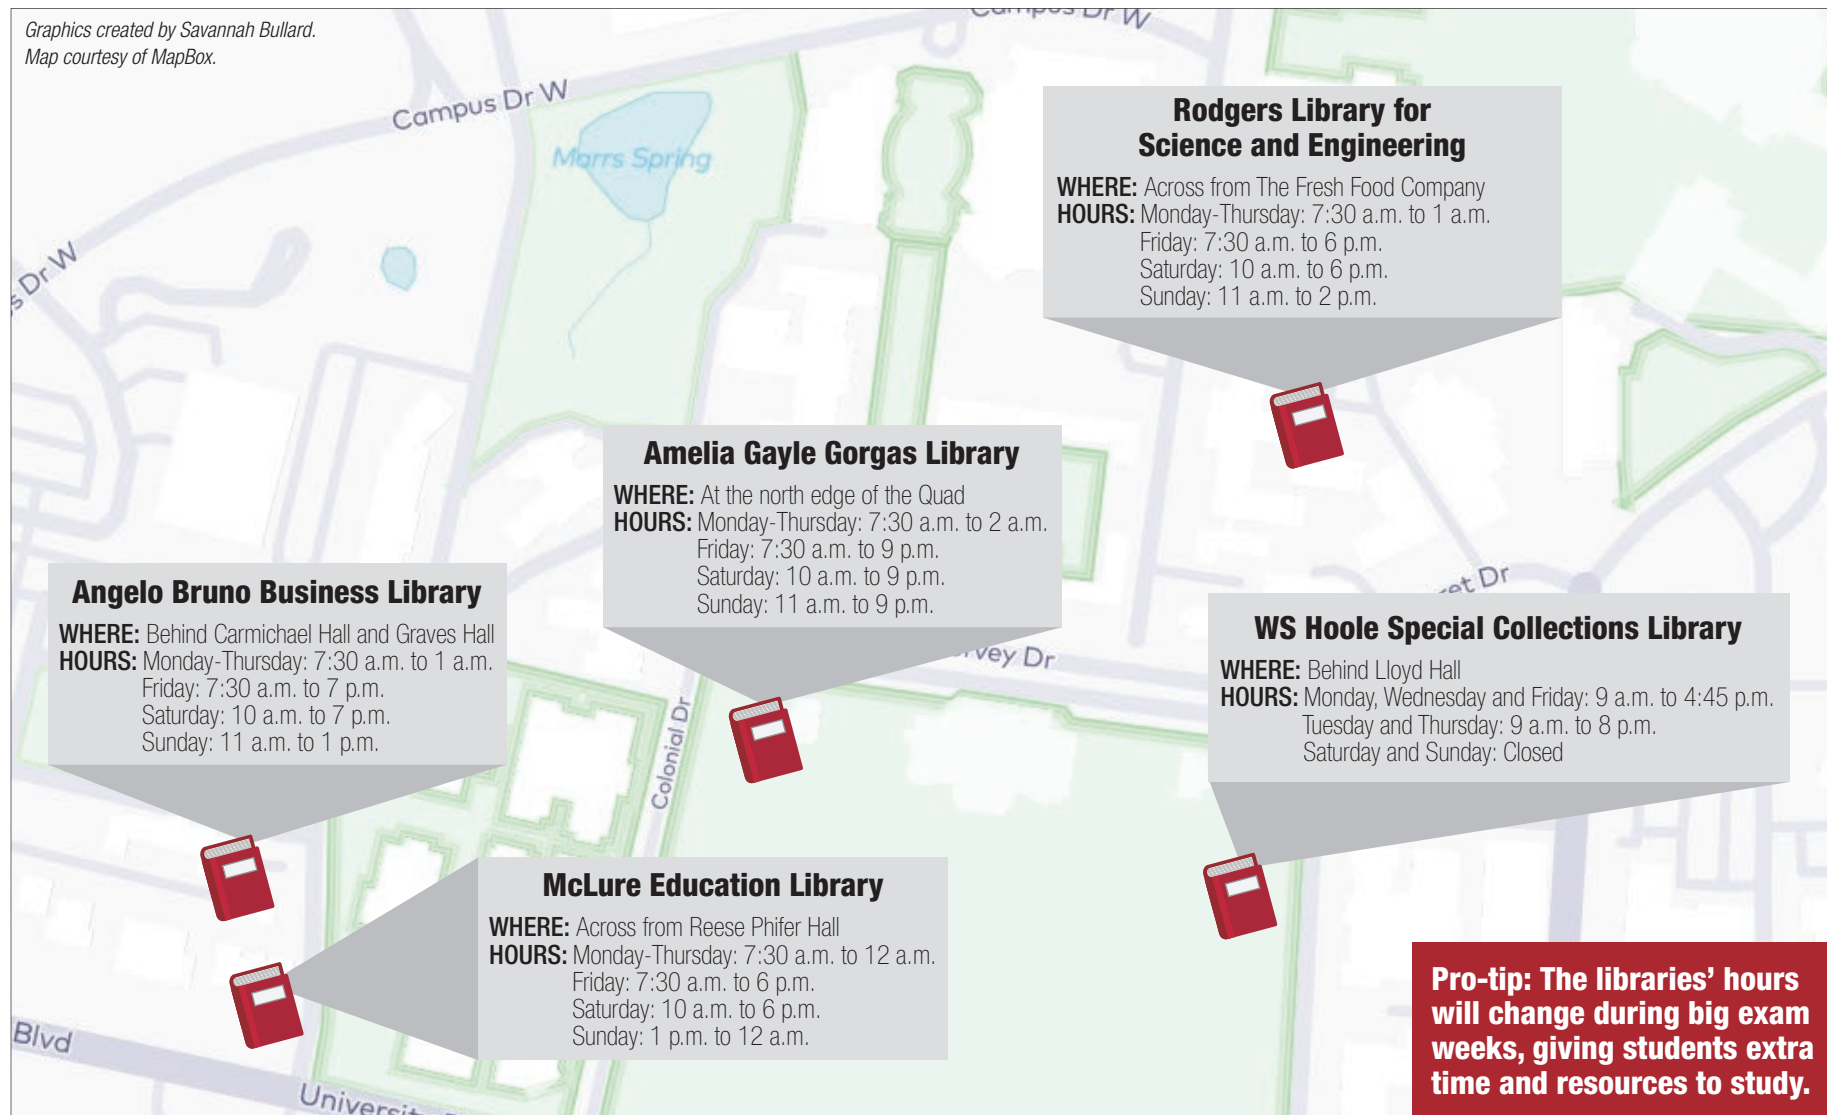 Graphics created by Savannah Bullard.
Map courtesy of MapBox.
Campus Dr W
Campus Dr W
Marrs Spring
s Dr W
Rodgers Library for
Science and Engineering
WHERE: Across from The Fresh Food Company
HOURS: Monday-Thursday: 7:30 a.m. to 1 a.m.
Friday: 7:30 a.m. to 6 p.m.
Saturday: 10 a.m. to 6 p.m.
Sunday: 11 a.m. to 2 p.m.
Amelia Gayle Gorgas Library
WHERE: At the north edge of the Quad
HOURS: Monday-Thursday: 7:30 a.m. to 2 a.m.
Friday: 7:30 a.m. to 9 p.m.
Saturday: 10 a.m. to 9 p.m.
Sunday: 11 a.m. to 9 p.m.
Angelo Bruno Business Library
WHERE: Behind Carmichael Hall and Graves Hall
HOURS: Monday-Thursday: 7:30 a.m. to 1 a.m.
Friday: 7:30 a.m. to 7 p.m.
Saturday: 10 a.m. to 7 p.m.
Sunday: 11 a.m. to 1 p.m.
ret Dr
vey Dr
WS Hoole Special Collections Library
WHERE: Behind Lloyd Hall
HOURS: Monday, Wednesday and Friday: 9 a.m. to 4:45 p.m.
Tuesday and Thursday: 9 a.m. to 8 p.m.
Saturday and Sunday: Closed
Colonial Dr
McLure Education Library
WHERE: Across from Reese Phifer Hall
HOURS: Monday-Thursday: 7:30 a.m. to 12 a.m.
Friday: 7:30 a.m. to 6 p.m.
Saturday: 10 a.m. to 6 p.m.
Sunday: 1 p.m. to 12 a.m.
Blvd
Universit
Pro-tip: The libraries’ hours
will change during big exam
weeks, giving students extra
time and resources to study.